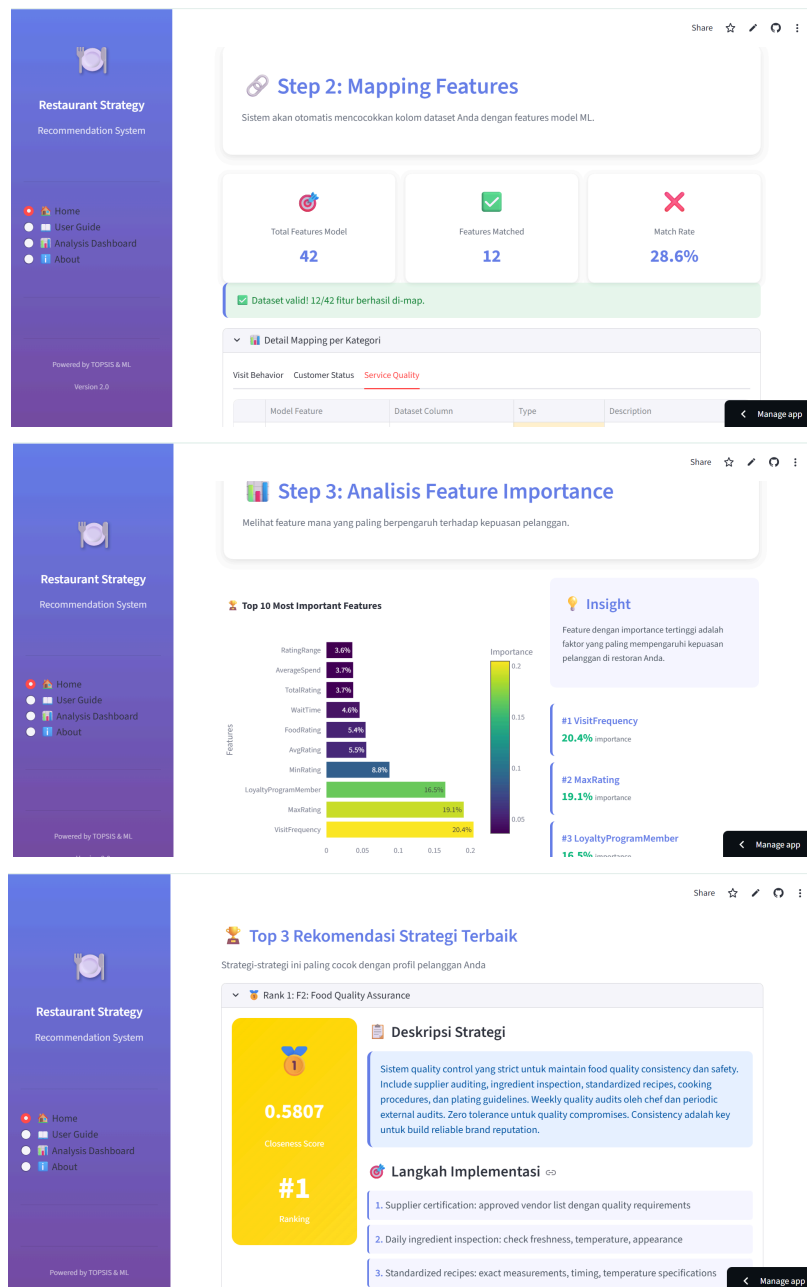 Share
Restaurant Strategy
Recommendation System
Home
User Guide
Analysis Dashboard
About
Powered by TOPSIS & ML
Version 2.0
Step 2: Mapping Features
Sistem akan otomatis mencocokkan kolom dataset Anda dengan features model ML.
Total Features Model
42
Features Matched
12
Match Rate
28.6%
Dataset valid! 12/42 fitur berhasil di-map.
Detail Mapping per Kategori
Visit Behavior Customer Status Service Quality
Model Feature Dataset Column Type Description
Manage app
Share
Restaurant Strategy
Recommendation System
Home
User Guide
Analysis Dashboard
About
Powered by TOPSIS & ML
Step 3: Analisis Feature Importance
Melihat feature mana yang paling berpengaruh terhadap kepuasan pelanggan.
Top 10 Most Important Features
Features
RatingRange 3.6%
AverageSpend 3.7%
TotalRating 3.7%
WaitTime 4.6%
FoodRating 5.4%
AvgRating 5.5%
MinRating 8.8%
LoyaltyProgramMember 16.5%
MaxRating 19.1%
VisitFrequency 20.4%
0 0.05 0.1 0.15 0.2
Importance
0.2
0.15
0.1
0.05
Insight
Feature dengan importance tertinggi adalah
faktor yang paling mempengaruhi kepuasan
pelanggan di restoran Anda.
#1 VisitFrequency
20.4% importance
#2 MaxRating
19.1% importance
#3 LoyaltyProgramMember
16.5% importance
Manage app
Share
Restaurant Strategy
Recommendation System
Home
User Guide
Analysis Dashboard
About
Powered by TOPSIS & ML
Top 3 Rekomendasi Strategi Terbaik
Strategi-strategi ini paling cocok dengan profil pelanggan Anda
Rank 1: F2: Food Quality Assurance
1
0.5807
Closeness Score
#1
Ranking
Deskripsi Strategi
Sistem quality control yang strict untuk maintain food quality consistency dan safety.
Include supplier auditing, ingredient inspection, standardized recipes, cooking
procedures, dan plating guidelines. Weekly quality audits oleh chef dan periodic
external audits. Zero tolerance untuk quality compromises. Consistency adalah key
untuk build reliable brand reputation.
Langkah Implementasi
1. Supplier certification: approved vendor list dengan quality requirements
2. Daily ingredient inspection: check freshness, temperature, appearance
3. Standardized recipes: exact measurements, timing, temperature specifications
Manage app